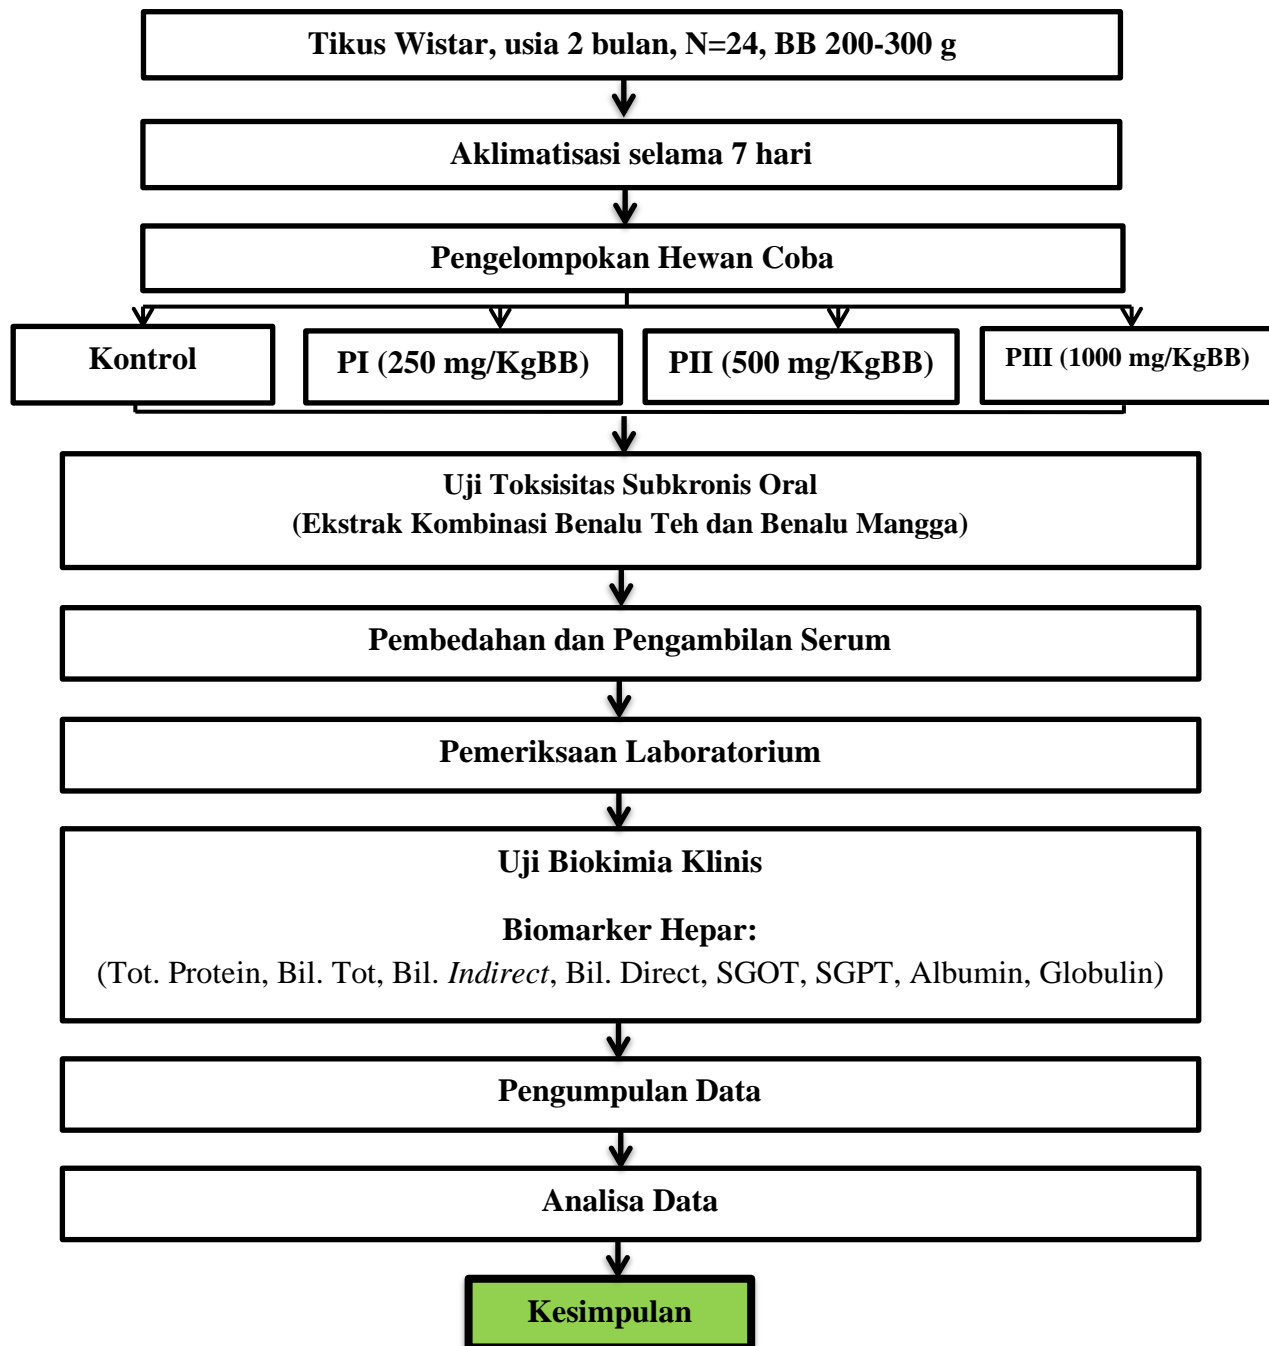 Tikus Wistar, usia 2 bulan, N=24, BB 200-300 g
Aklimatisasi selama 7 hari
Pengelompokan Hewan Coba
Kontrol
PI (250 mg/KgBB)
PII (500 mg/KgBB)
PIII (1000 mg/KgBB)
Uji Toksisitas Subkronis Oral
(Ekstrak Kombinasi Benalu Teh dan Benalu Mangga)
Pembedahan dan Pengambilan Serum
Pemeriksaan Laboratorium
Uji Biokimia Klinis
Biomarker Hepar:
(Tot. Protein, Bil. Tot, Bil. Indirect, Bil. Direct, SGOT, SGPT, Albumin, Globulin)
Pengumpulan Data
Analisa Data
Kesimpulan